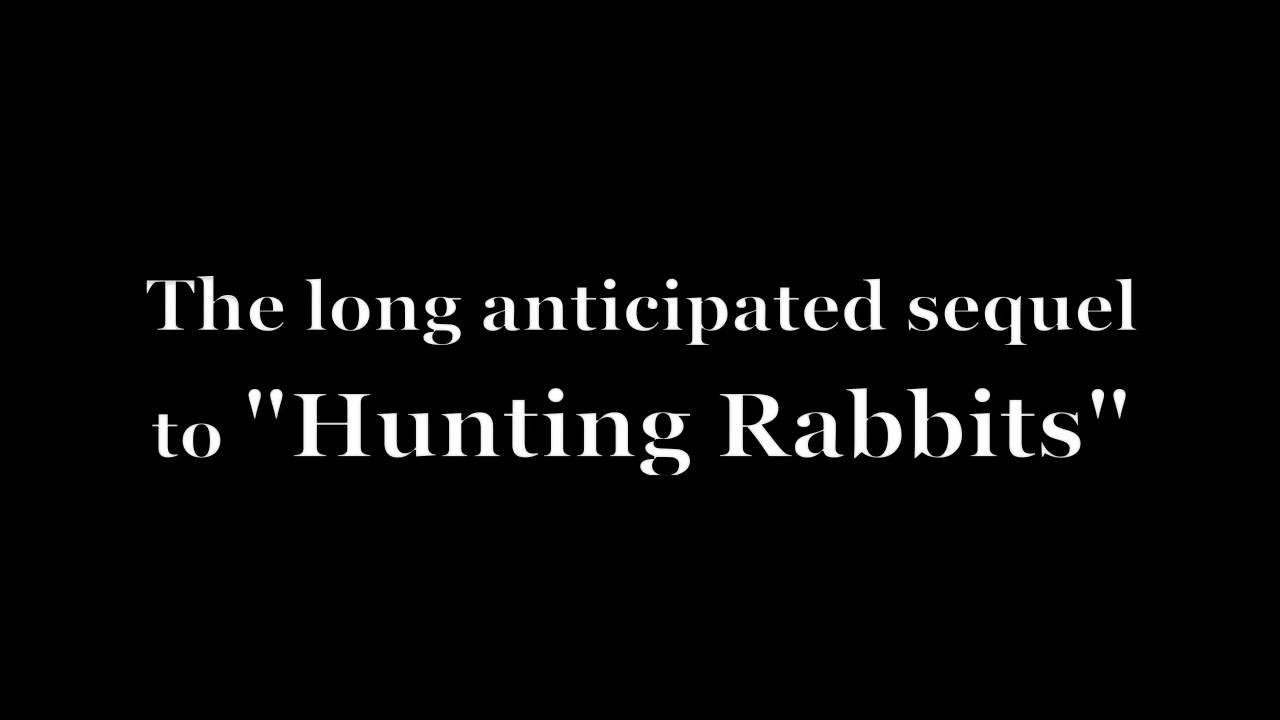 The long anticipated sequel
to "Hunting Rabbits"